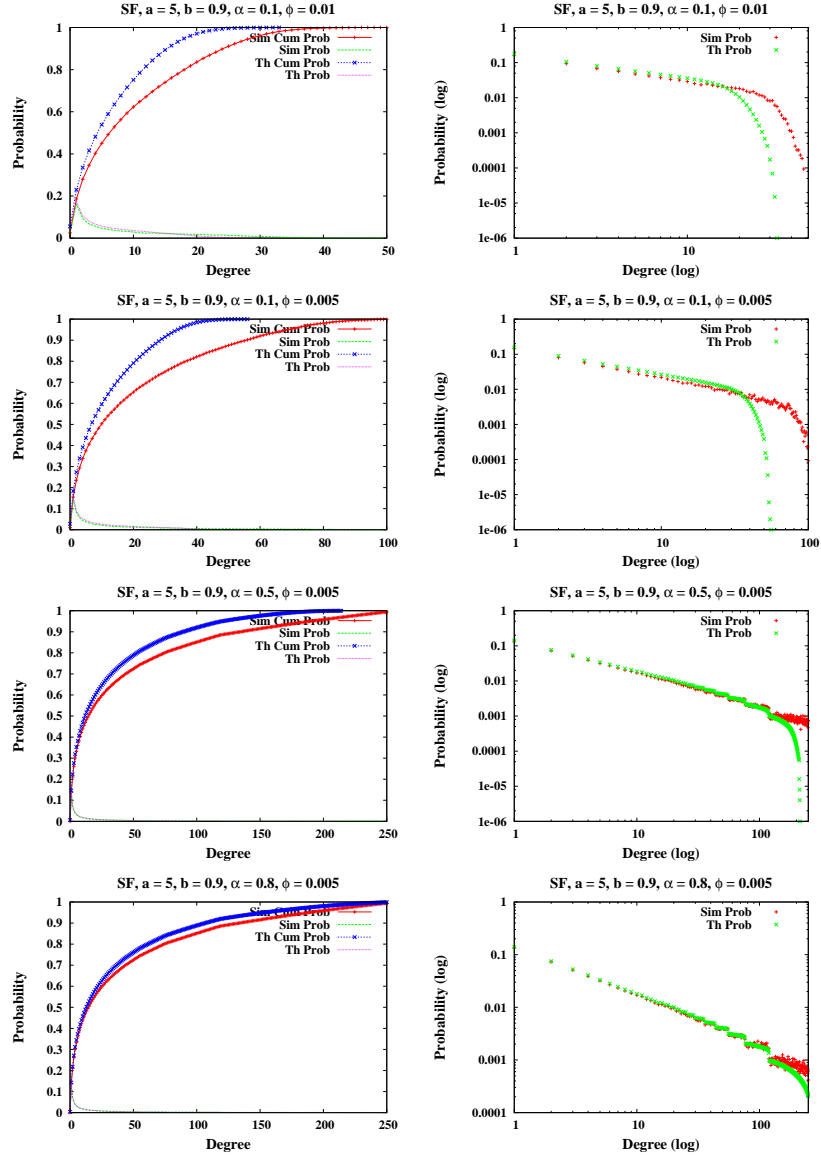 SF, a = 5, b = 0.9, α = 0.1, ϕ = 0.01
Probability
1
0.8
0.6
0.4
0.2
0
Sim Cum Prob
Sim Prob
Th Cum Prob
Th Prob
0 10 20 30 40 50
Degree
SF, a = 5, b = 0.9, α = 0.1, ϕ = 0.01
Probability (log)
1
0.1
0.01
0.001
0.0001
1e-05
1e-06
Sim Prob
Th Prob
1 10
Degree (log)
SF, a = 5, b = 0.9, α = 0.1, ϕ = 0.005
Probability
1
0.9
0.8
0.7
0.6
0.5
0.4
0.3
0.2
0.1
0
Sim Cum Prob
Sim Prob
Th Cum Prob
Th Prob
0 20 40 60 80 100
Degree
SF, a = 5, b = 0.9, α = 0.1, ϕ = 0.005
Probability (log)
1
0.1
0.01
0.001
0.0001
1e-05
1e-06
Sim Prob
Th Prob
1 10 100
Degree (log)
SF, a = 5, b = 0.9, α = 0.5, ϕ = 0.005
Probability
1
0.9
0.8
0.7
0.6
0.5
0.4
0.3
0.2
0.1
0
Sim Cum Prob
Sim Prob
Th Cum Prob
Th Prob
0 50 100 150 200 250
Degree
SF, a = 5, b = 0.9, α = 0.5, ϕ = 0.005
Probability (log)
1
0.1
0.01
0.001
0.0001
1e-05
1e-06
Sim Prob
Th Prob
1 10 100
Degree (log)
SF, a = 5, b = 0.9, α = 0.8, ϕ = 0.005
Probability
1
0.9
0.8
0.7
0.6
0.5
0.4
0.3
0.2
0.1
0
Sim Cum Prob
Sim Prob
Th Cum Prob
Th Prob
0 50 100 150 200 250
Degree
SF, a = 5, b = 0.9, α = 0.8, ϕ = 0.005
Probability (log)
1
0.1
0.01
0.001
0.0001
Sim Prob
Th Prob
1 10 100
Degree (log)